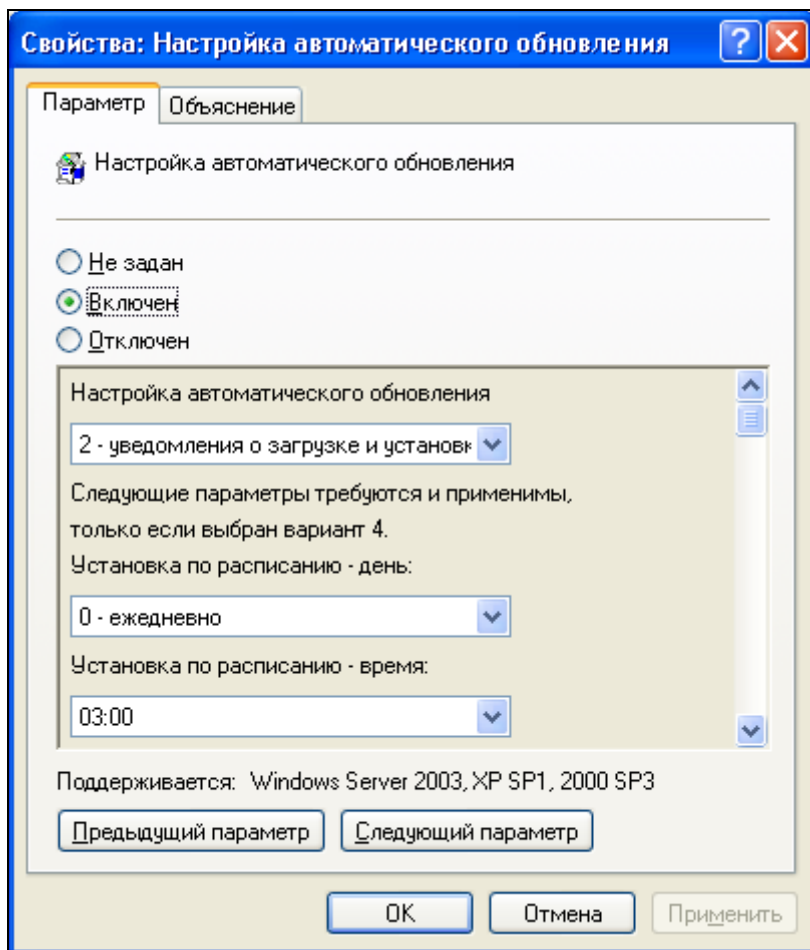 Свойства: Настройка автоматического обновления
Параметр
Объяснение
Настройка автоматического обновления
Не задан
Включен
Отключен
Настройка автоматического обновления
2 - уведомления о загрузке и установк
Следующие параметры требуются и применимы,
только если выбран вариант 4.
Установка по расписанию - день:
0 - ежедневно
Установка по расписанию - время:
03:00
Поддерживается: Windows Server 2003, XP SP1, 2000 SP3
Предыдущий параметр
Следующий параметр
OK
Отмена
Применить